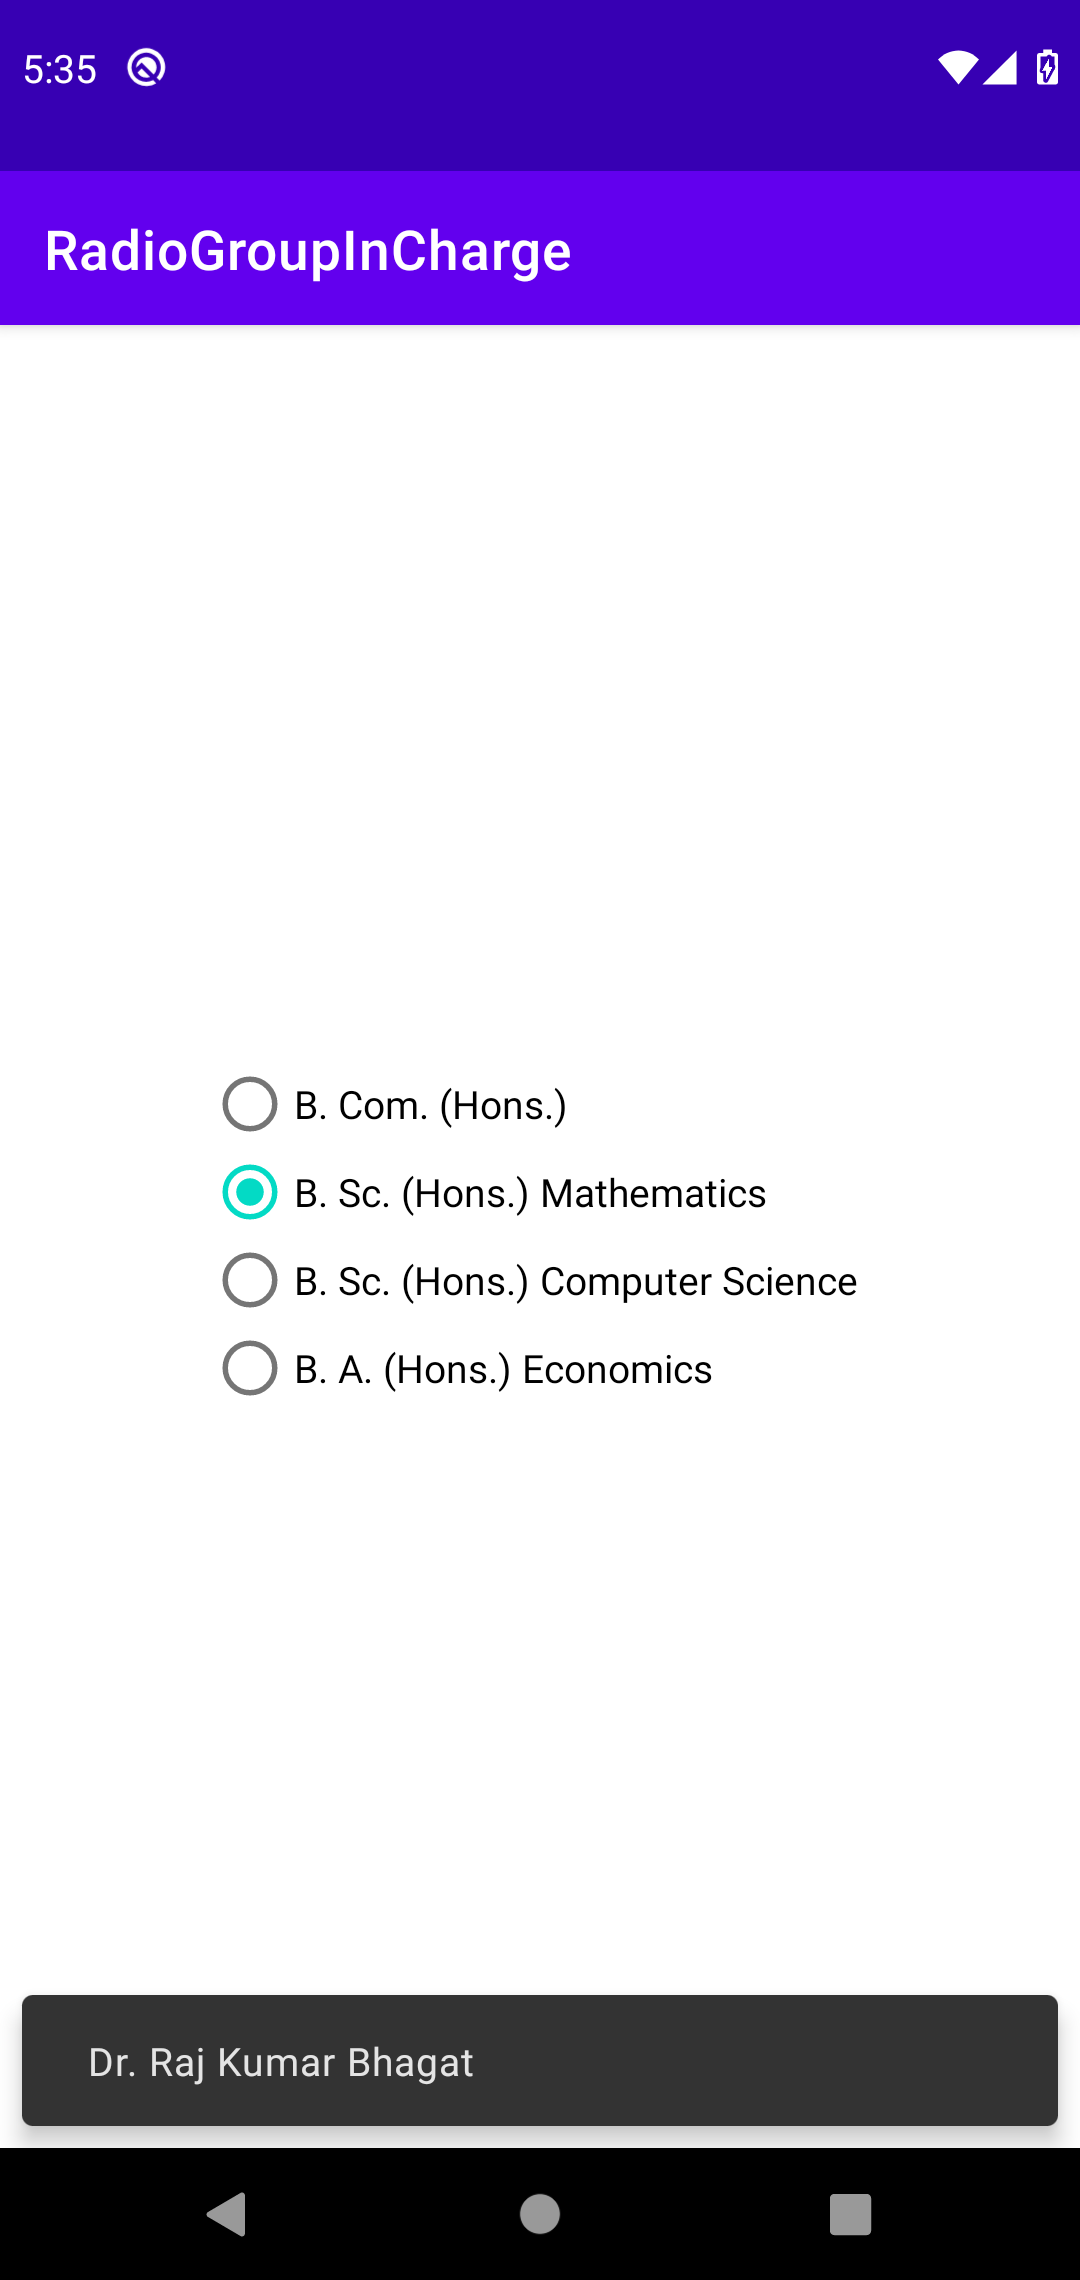 5:35
RadioGroupInCharge
B. Com. (Hons.)
B. Sc. (Hons.) Mathematics
B. Sc. (Hons.) Computer Science
B. A. (Hons.) Economics
Dr. Raj Kumar Bhagat